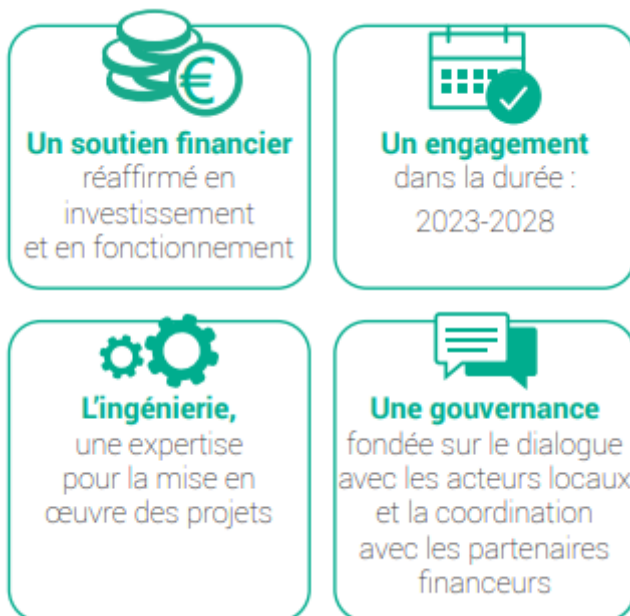 €
Un soutien financier
réaffirmé en
investissement
et en fonctionnement
Un engagement
dans la durée :
2023-2028
L'ingénierie,
une expertise
pour la mise en
œuvre des projets
Une gouvernance
fondée sur le dialogue
avec les acteurs locaux
et la coordination
avec les partenaires
financeurs